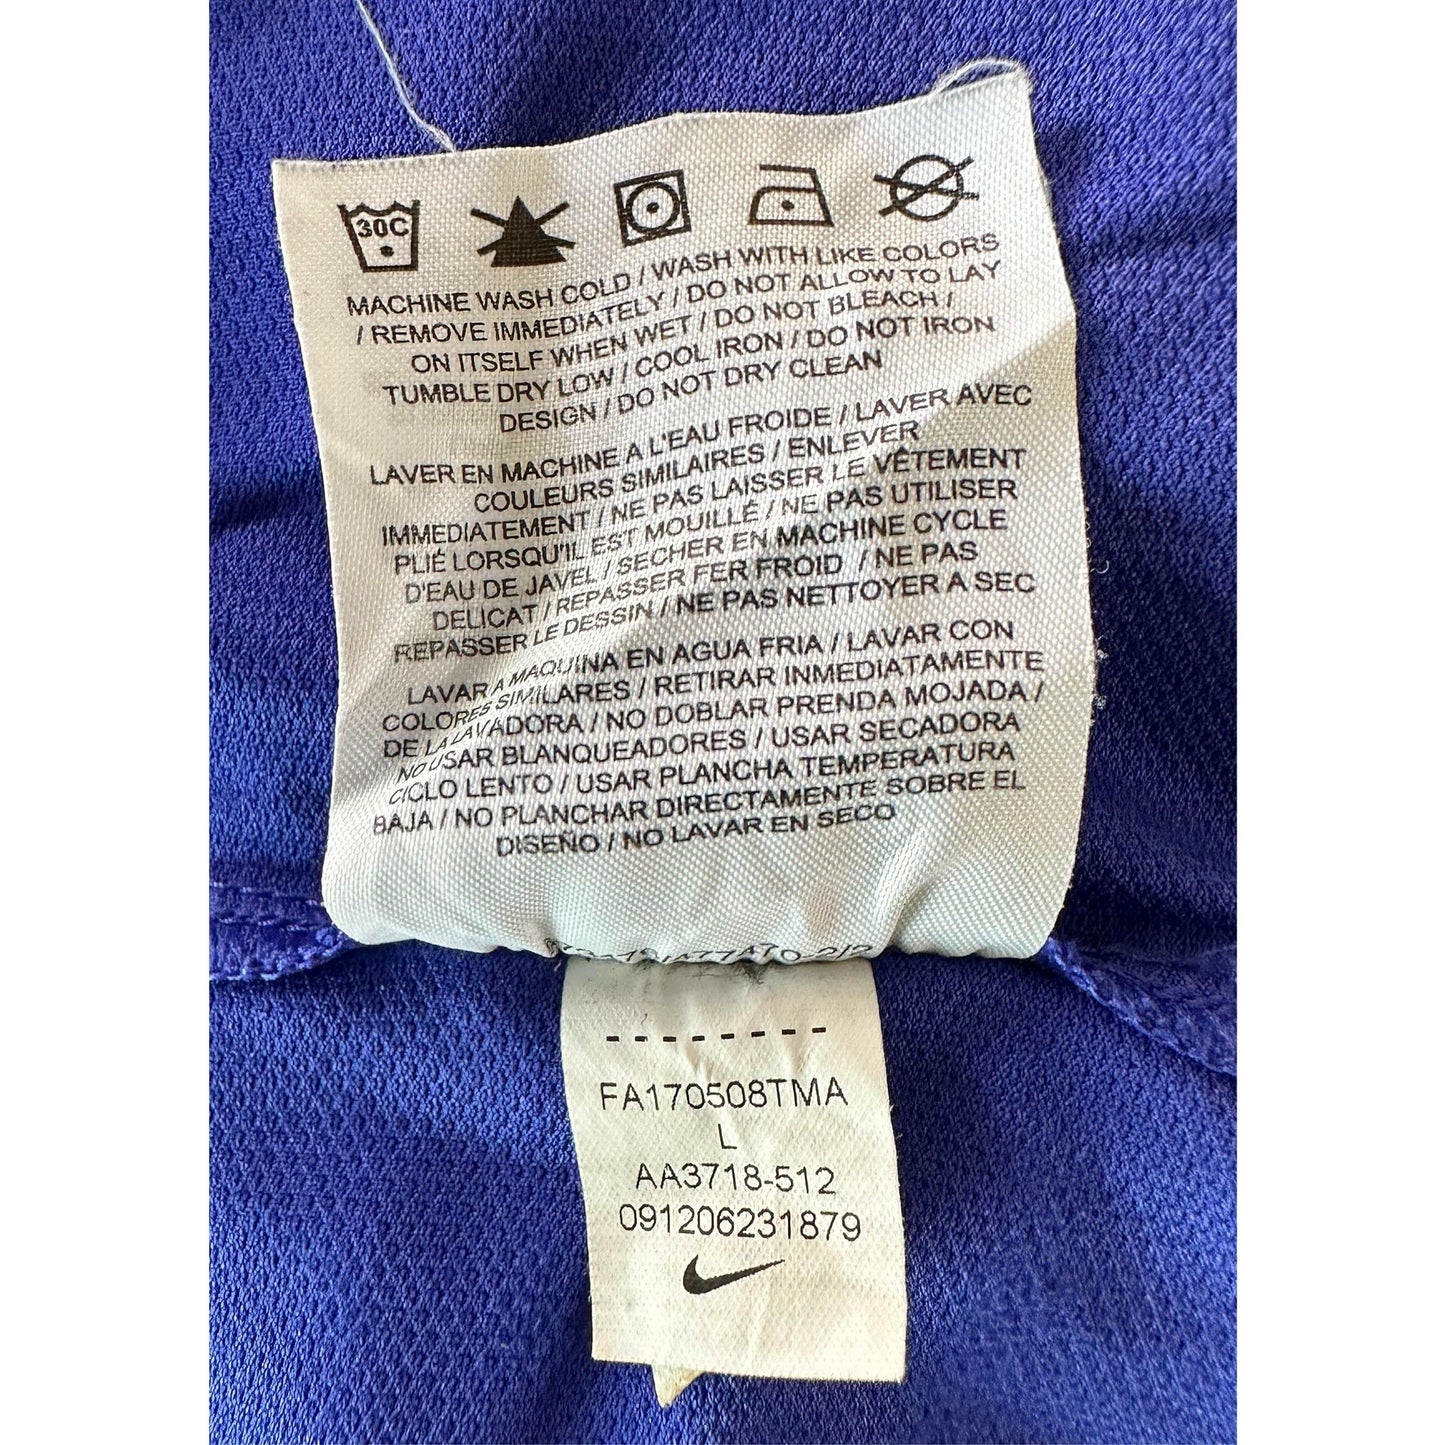 30C
MACHINE WASH COLD / WASH WITH LIKE COLORS
/ REMOVE IMMEDIATELY / DO NOT ALLOW TO LAY
ON ITSELF WHEN WET / DO NOT BLEACH /
TUMBLE DRY LOW / COOL IRON / DO NOT IRON
DESIGN / DO NOT DRY CLEAN
LAVER EN MACHINE A L'EAU FROIDE / LAVER AVEC
COULEURS SIMILAIRES / ENLEVER
IMMEDIATEMENT / NE PAS LAISSER LE VÊTEMENT
PLIÉ LORSQU'IL EST MOUILLÉ / NE PAS UTILISER
D'EAU DE JAVEL / SECHER EN MACHINE CYCLE
DELICAT / REPASSER FER FROID / NE PAS
REPASSER LE DESSIN / NE PAS NETTOYER A SEC
LAVAR A MAQUINA EN AGUA FRIA / LAVAR CON
COLORES SIMILARES / RETIRAR INMEDIATAMENTE
DE LA LAVADORA / NO DOBLAR PRENDA MOJADA /
NO USAR BLANQUEADORES / USAR SECADORA
CICLO LENTO / USAR PLANCHA TEMPERATURA
BAJA / NO PLANCHAR DIRECTAMENTE SOBRE EL
DISEÑO / NO LAVAR EN SECO
FA170508TMA
L
AA3718-512
091206231879